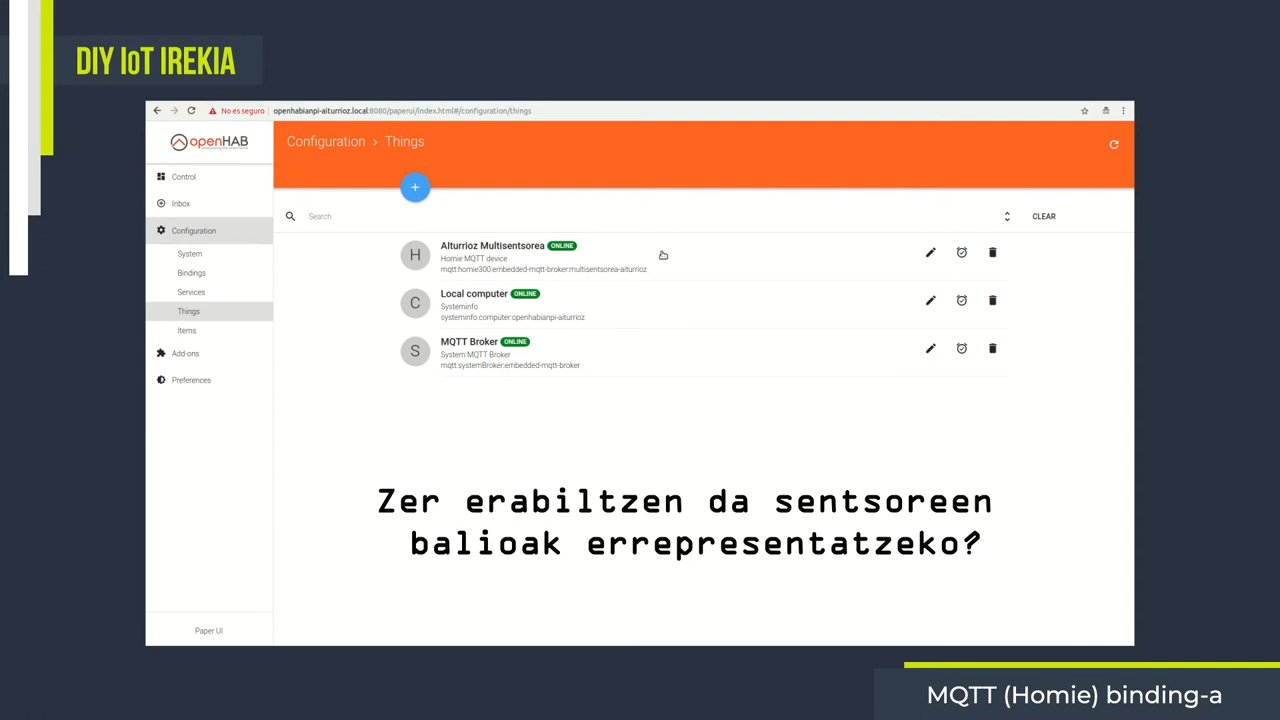 DIY IoT IREKIA
No es seguro openhabianpi-aiturrioz.local:8080/paperui/index.html#/configuration/things
openHAB
Configuration > Things
Control
Inbox
Configuration
System
Bindings
Services
Things
Items
Add-ons
Preferences
Paper UI
+
Search
CLEAR
H
AIturrioz Multisentsorea ONLINE
Homie MQTT device
mqtt:homie300:embedded-mqtt-broker:multisentsorea-aiturrioz
C
Local computer ONLINE
Systeminfo
systeminfo:computer:openhabianpi-aiturrioz
S
MQTT Broker ONLINE
System MQTT Broker
mqtt:systemBroker:embedded-mqtt-broker
Zer erabiltzen da sentsoreen
balioak errepresentatzeko?
MQTT (Homie) binding-a